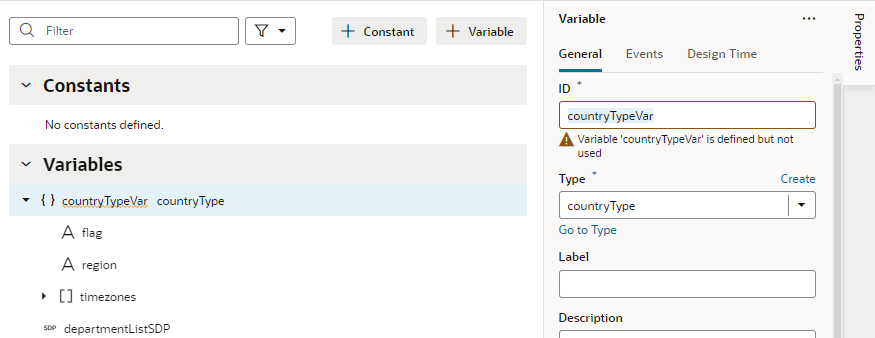 Filter
+ Constant
+ Variable
Constants
No constants defined.
Variables
{ } countryTypeVar countryType
A flag
A region
[ ] timezones
SDP departmentListSDP
Variable
...
General Events Design Time
ID *
countryTypeVar
Variable 'countryTypeVar' is defined but not
used
Type * Create
countryType
Go to Type
Label
Description
Properties